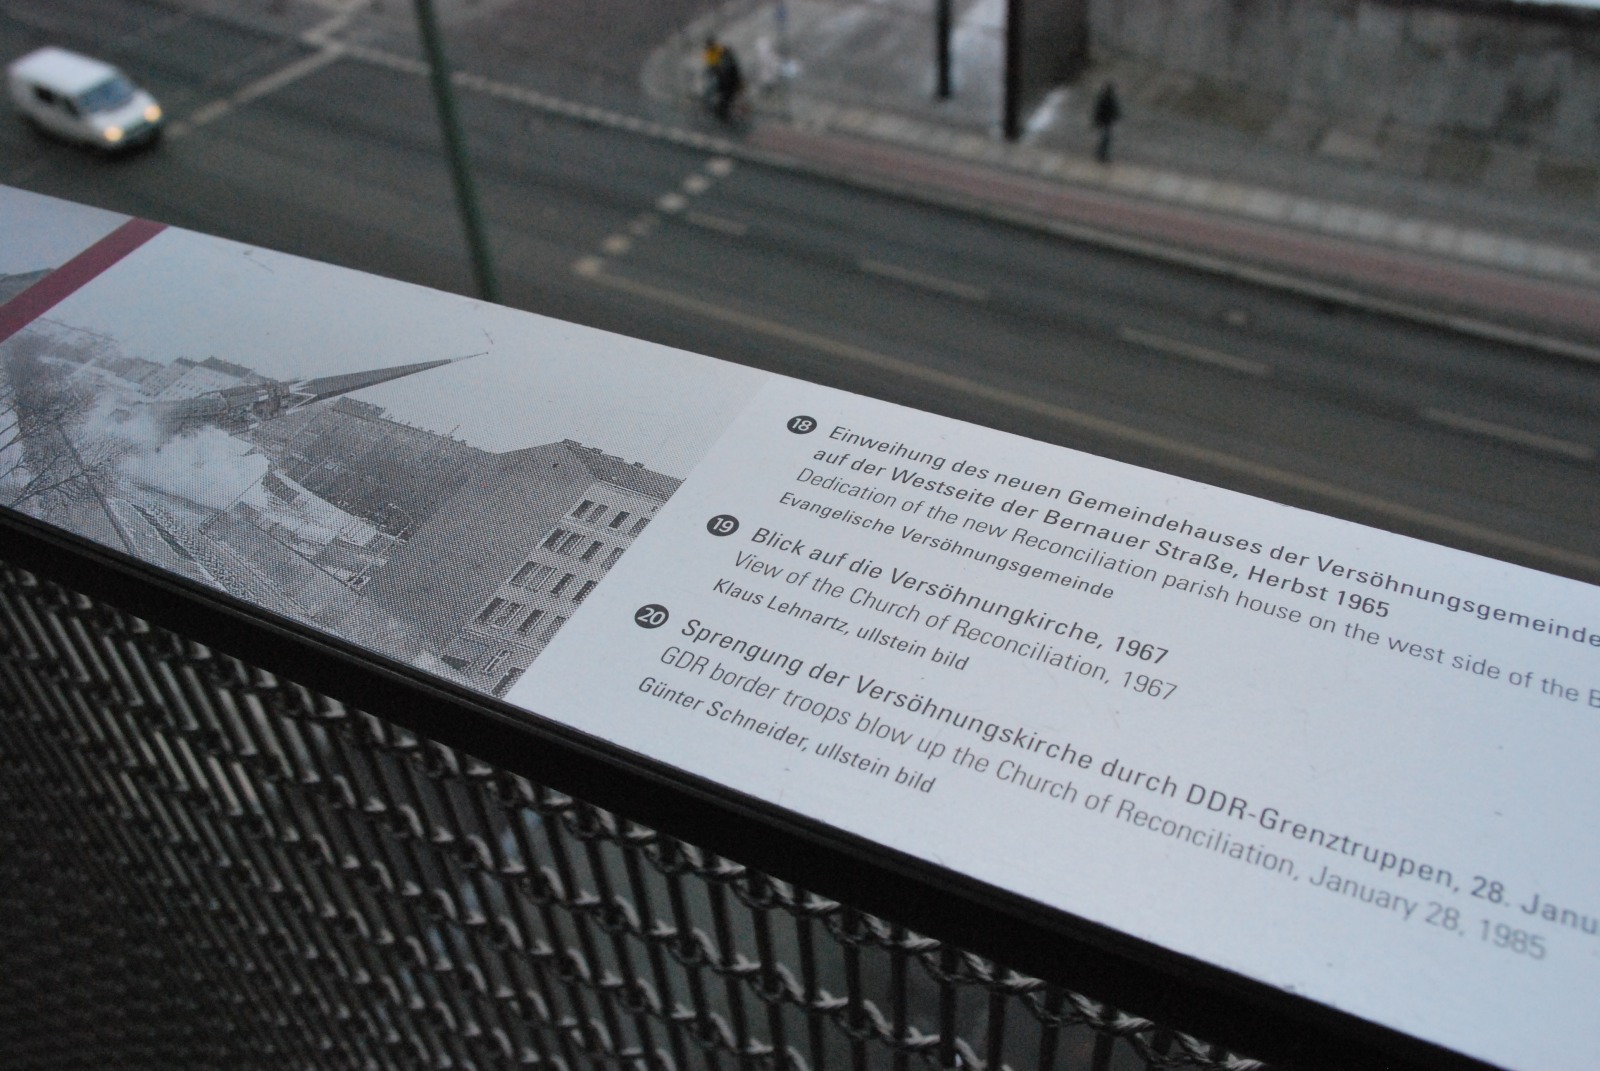 18 Einweihung des neuen Gemeindehauses der Versöhnungsgemeinde
auf der Westseite der Bernauer Straße, Herbst 1965
Dedication of the new Reconciliation parish house on the west side of the
Evangelische Versöhnungsgemeinde
19 Blick auf die Versöhnungkirche, 1967
View of the Church of Reconciliation, 1967
Klaus Lehnartz, ullstein bild
20 Sprengung der Versöhnungskirche durch DDR-Grenztruppen, 28. Janu
GDR border troops blow up the Church of Reconciliation, January 28, 1985
Günter Schneider, ullstein bild